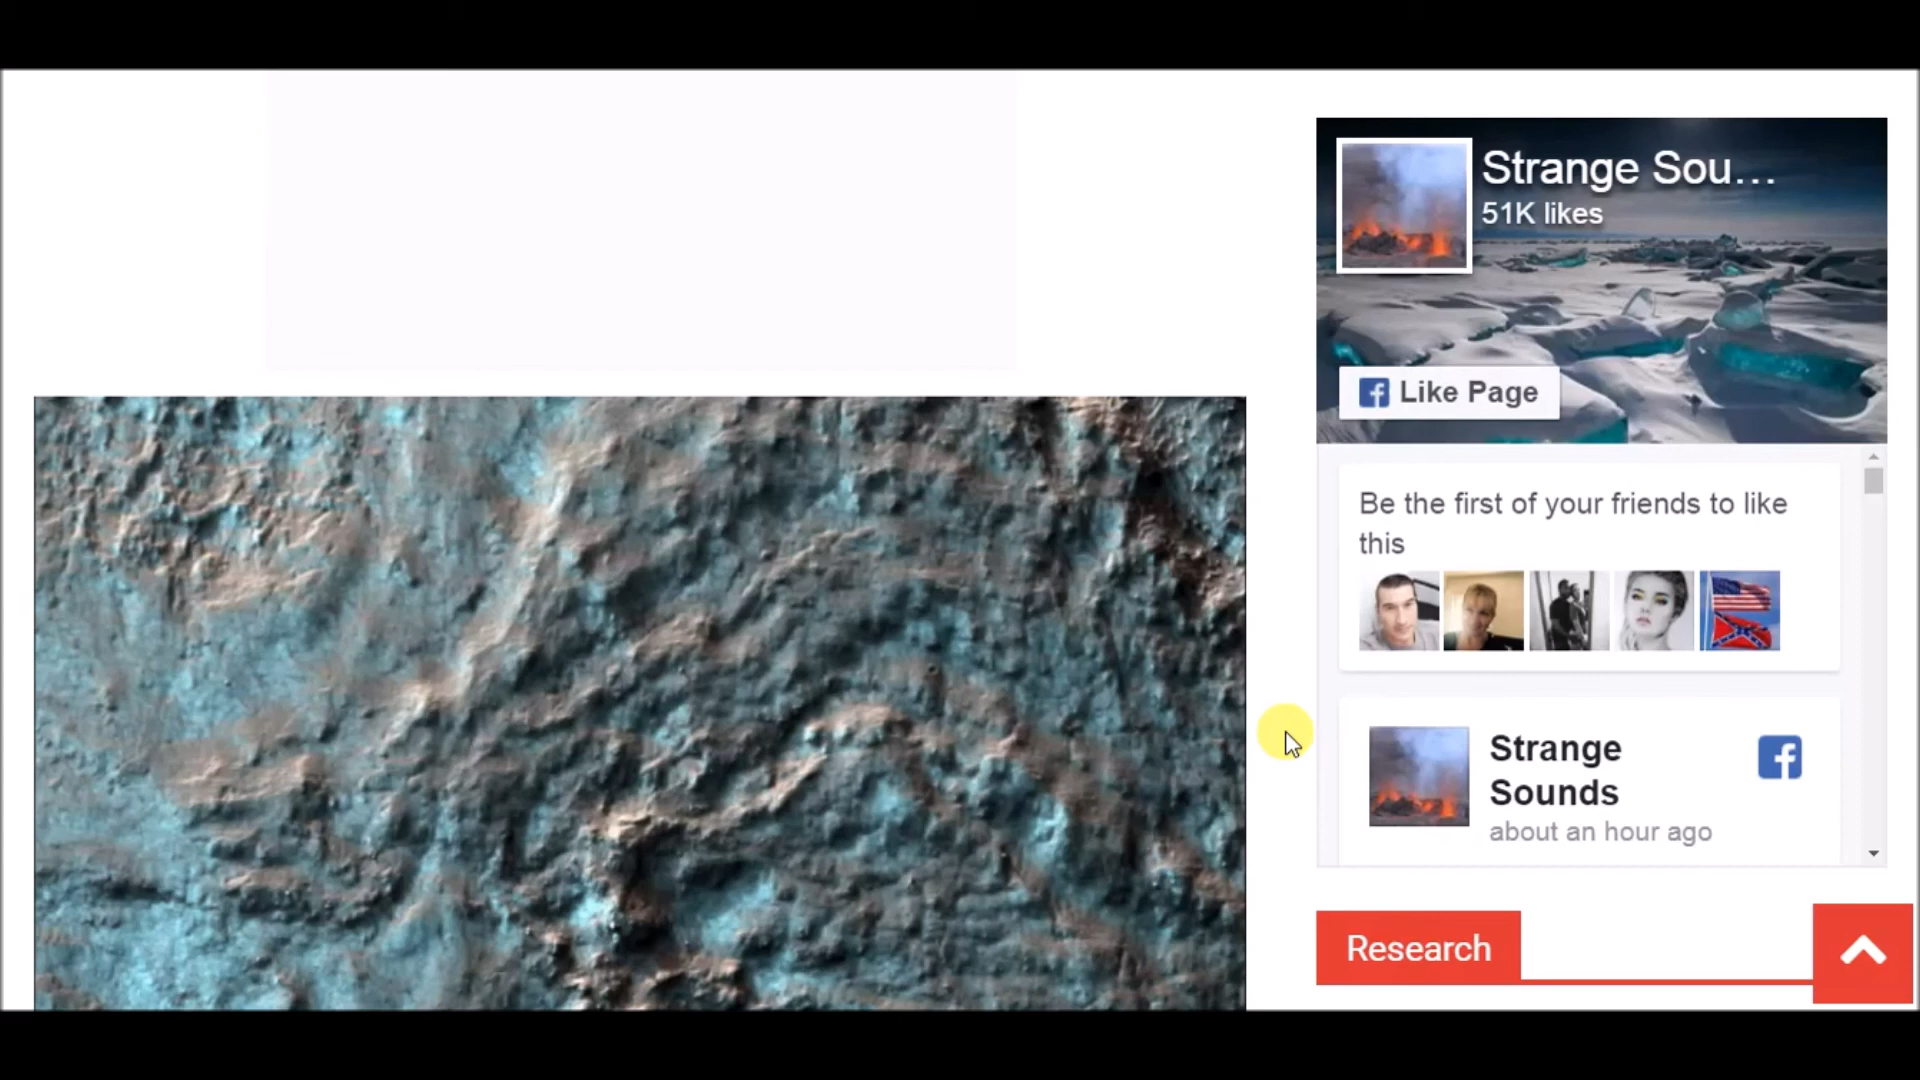 Strange Sou...
51K likes
Like Page
Be the first of your friends to like
this
Strange
Sounds
about an hour ago
Research